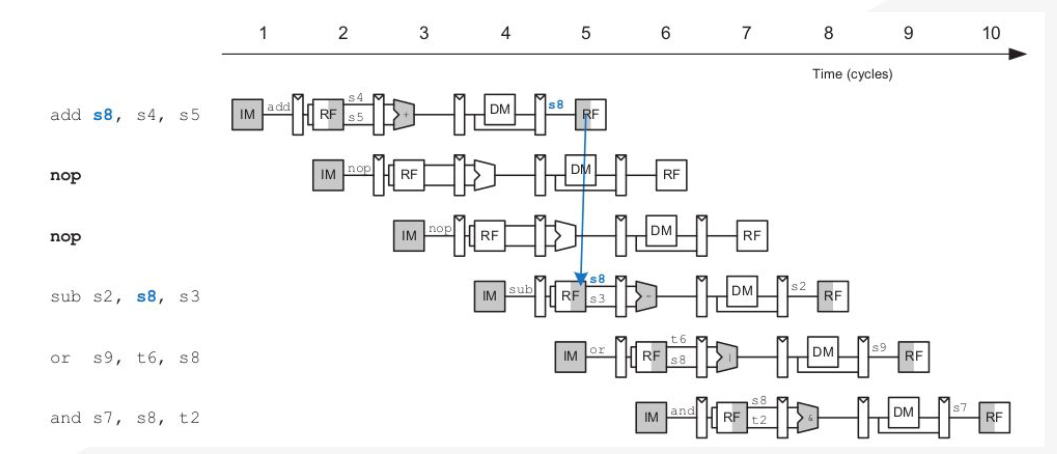 1 2 3 4 5 6 7 8 9 10
Time (cycles)
add s8, s4, s5 IM add RF s4 s5 + DM s8 RF
nop IM nop RF DM RF
nop IM nop RF DM RF
sub s2, s8, s3 IM sub RF s8 s3 - DM s2 RF
or s9, t6, s8 IM or RF t6 s8 | DM s9 RF
and s7, s8, t2 IM and RF s8 t2 & DM s7 RF